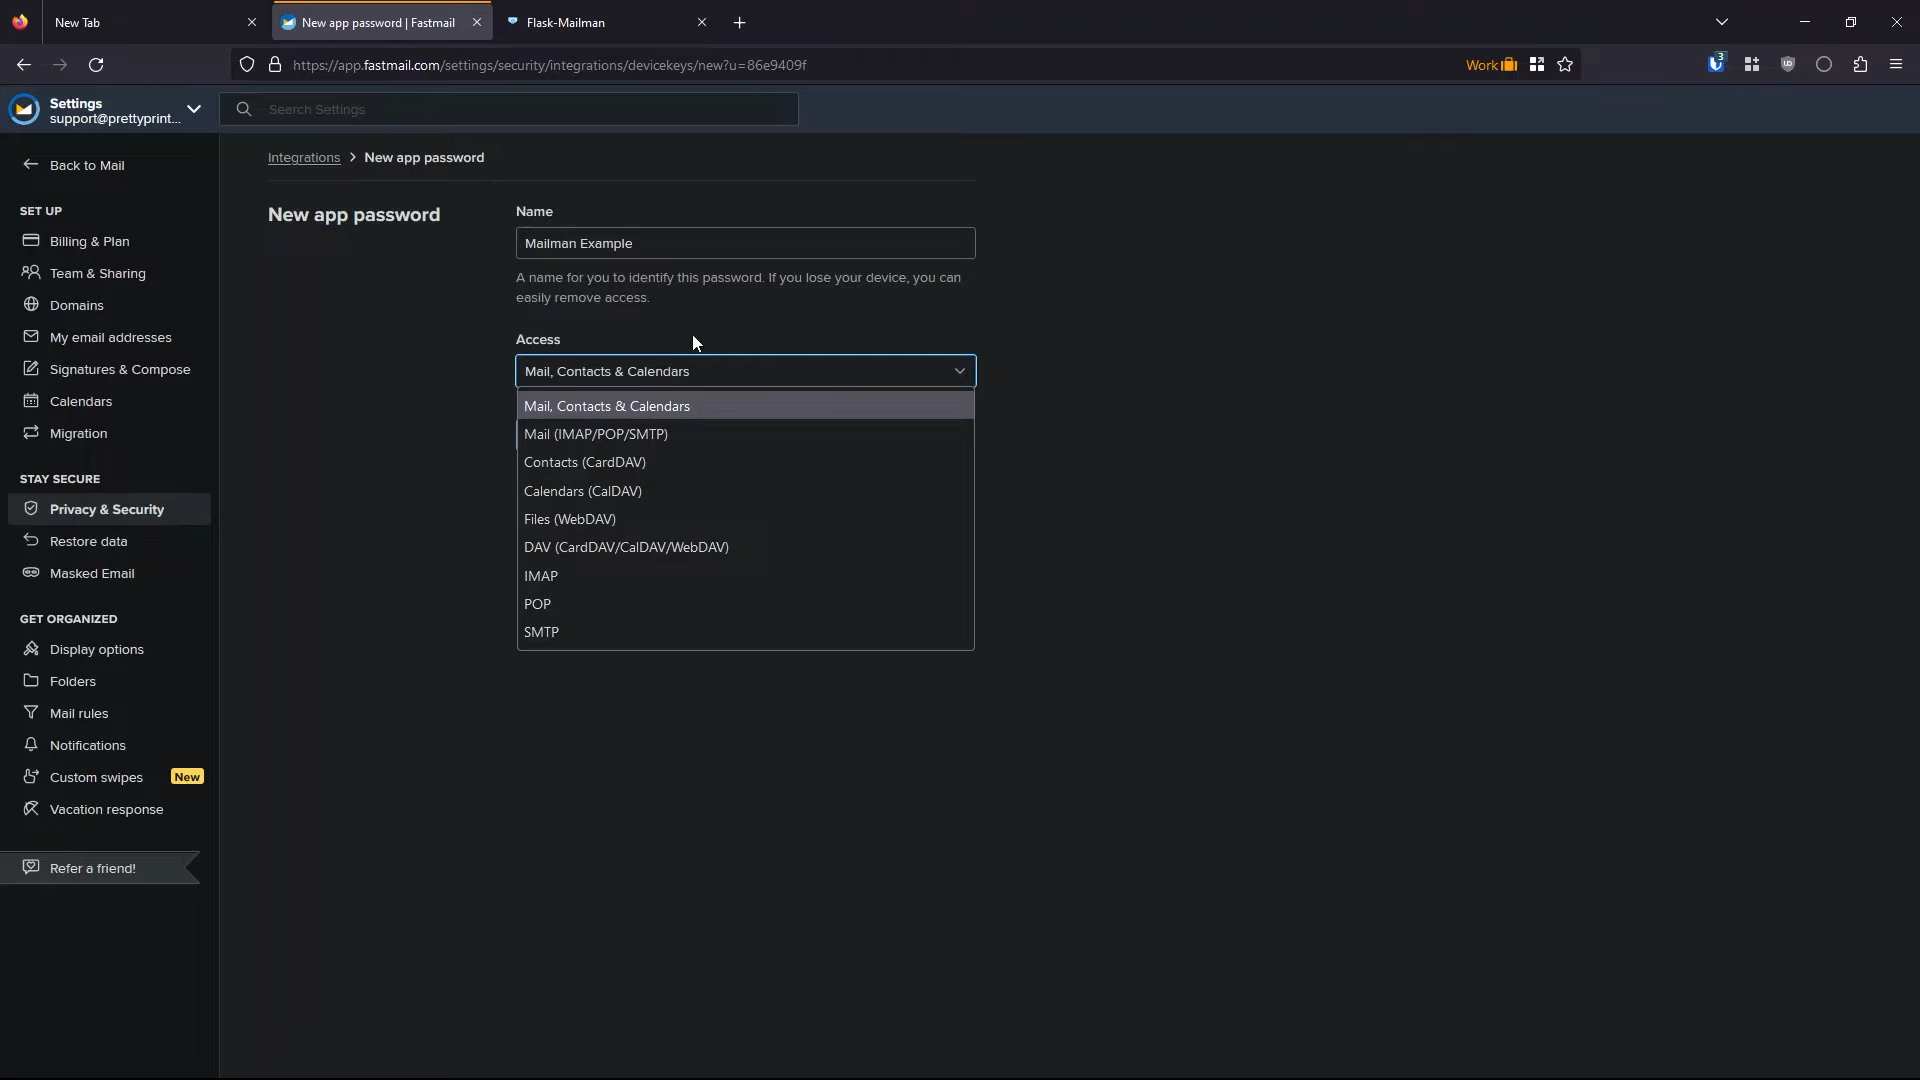 New Tab
New app password | Fastmail
Flask-Mailman
https://app.fastmail.com/settings/security/integrations/devicekeys/new?u=86e9409f
Work
3
Settings
support@prettyprint...
Search Settings
Back to Mail
SET UP
Billing & Plan
Team & Sharing
Domains
My email addresses
Signatures & Compose
Calendars
Migration
STAY SECURE
Privacy & Security
Restore data
Masked Email
GET ORGANIZED
Display options
Folders
Mail rules
Notifications
Custom swipes New
Vacation response
Refer a friend!
Integrations > New app password
New app password
Name
Mailman Example
A name for you to identify this password. If you lose your device, you can
easily remove access.
Access
Mail, Contacts & Calendars
Mail, Contacts & Calendars
Mail (IMAP/POP/SMTP)
Contacts (CardDAV)
Calendars (CalDAV)
Files (WebDAV)
DAV (CardDAV/CalDAV/WebDAV)
IMAP
POP
SMTP